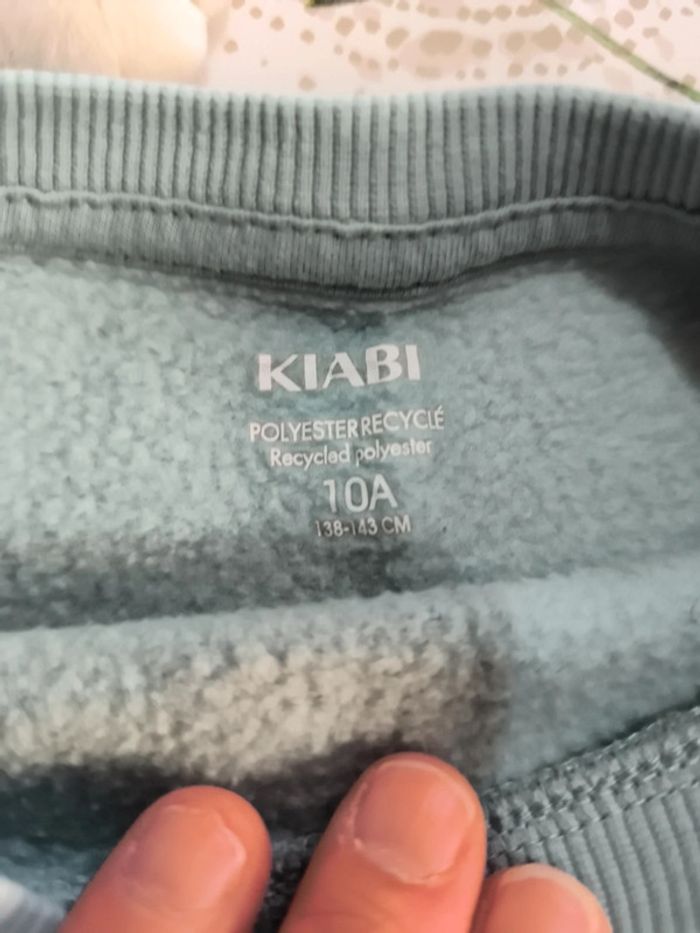 KIABI
POLYESTER RECYCLÉ
Recycled polyester
10A
138-143 CM